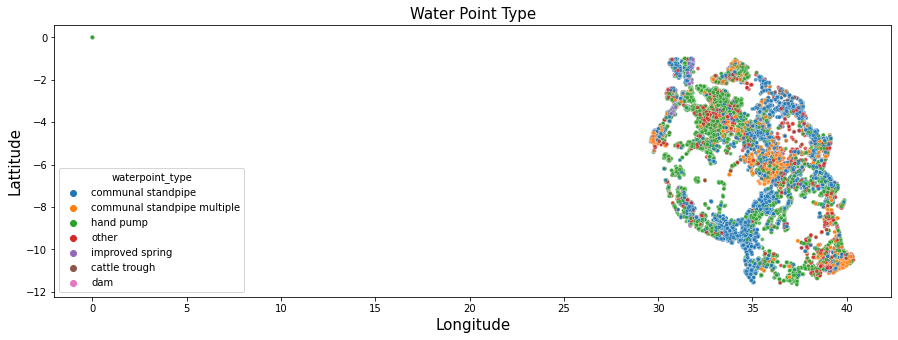 Water Point Type
0
−2
−4
−6
−8
−10
−12
Lattitude
waterpoint_type
communal standpipe
communal standpipe multiple
hand pump
other
improved spring
cattle trough
dam
0 5 10 15 20 25 30 35 40
Longitude